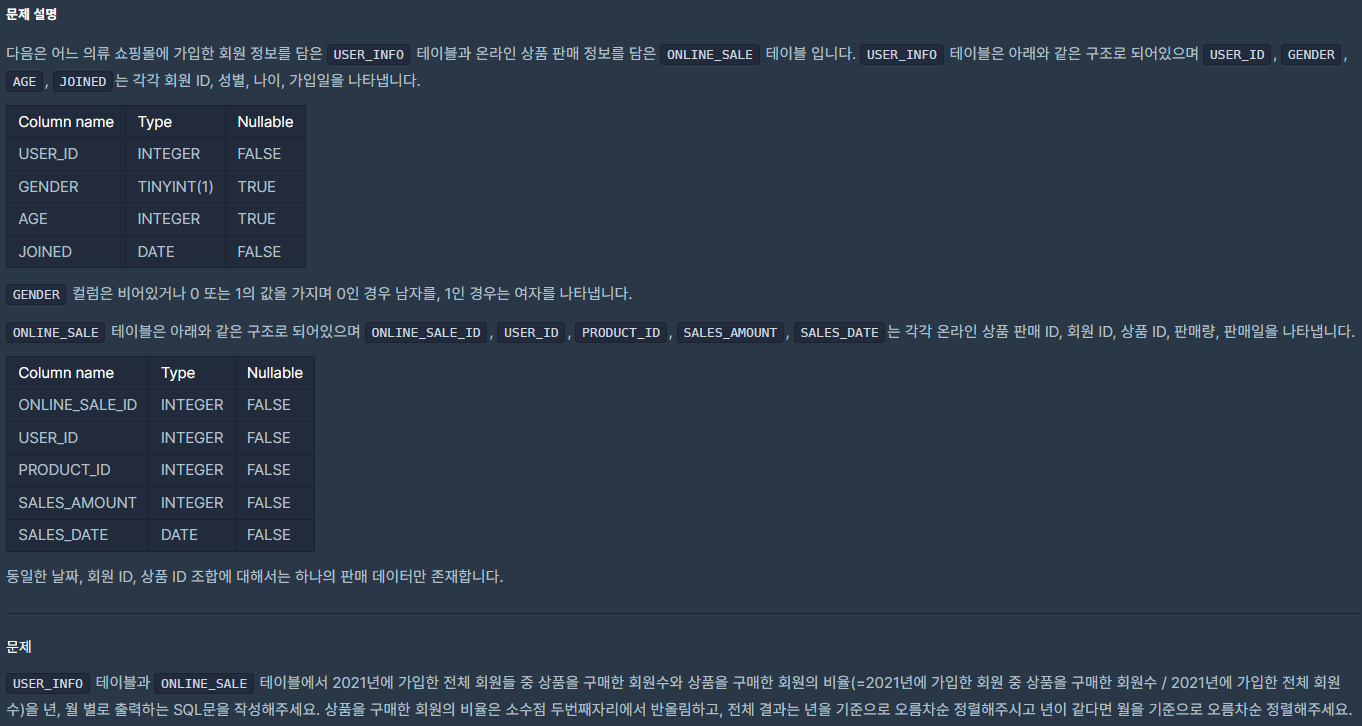 문제 설명
다음은 어느 의류 쇼핑몰에 가입한 회원 정보를 담은 USER_INFO 테이블과 온라인 상품 판매 정보를 담은 ONLINE_SALE 테이블 입니다. USER_INFO 테이블은 아래와 같은 구조로 되어있으며 USER_ID, GENDER,
AGE, JOINED는 각각 회원 ID, 성별, 나이, 가입일을 나타냅니다.
Column name Type Nullable
USER_ID INTEGER FALSE
GENDER TINYINT(1) TRUE
AGE INTEGER TRUE
JOINED DATE FALSE
GENDER 컬럼은 비어있거나 0 또는 1의 값을 가지며 0인 경우 남자를, 1인 경우는 여자를 나타냅니다.
ONLINE_SALE 테이블은 아래와 같은 구조로 되어있으며 ONLINE_SALE_ID, USER_ID, PRODUCT_ID, SALES_AMOUNT, SALES_DATE는 각각 온라인 상품 판매 ID, 회원 ID, 상품 ID, 판매량, 판매일을 나타냅니다.
Column name Type Nullable
ONLINE_SALE_ID INTEGER FALSE
USER_ID INTEGER FALSE
PRODUCT_ID INTEGER FALSE
SALES_AMOUNT INTEGER FALSE
SALES_DATE DATE FALSE
동일한 날짜, 회원 ID, 상품 ID 조합에 대해서는 하나의 판매 데이터만 존재합니다.
문제
USER_INFO 테이블과 ONLINE_SALE 테이블에서 2021년에 가입한 전체 회원들 중 상품을 구매한 회원수와 상품을 구매한 회원의 비율(=2021년에 가입한 회원 중 상품을 구매한 회원수 / 2021년에 가입한 전체 회원
수)을 년, 월 별로 출력하는 SQL문을 작성해주세요. 상품을 구매한 회원의 비율은 소수점 두번째자리에서 반올림하고, 전체 결과는 년을 기준으로 오름차순 정렬해주시고 년이 같다면 월을 기준으로 오름차순 정렬해주세요.